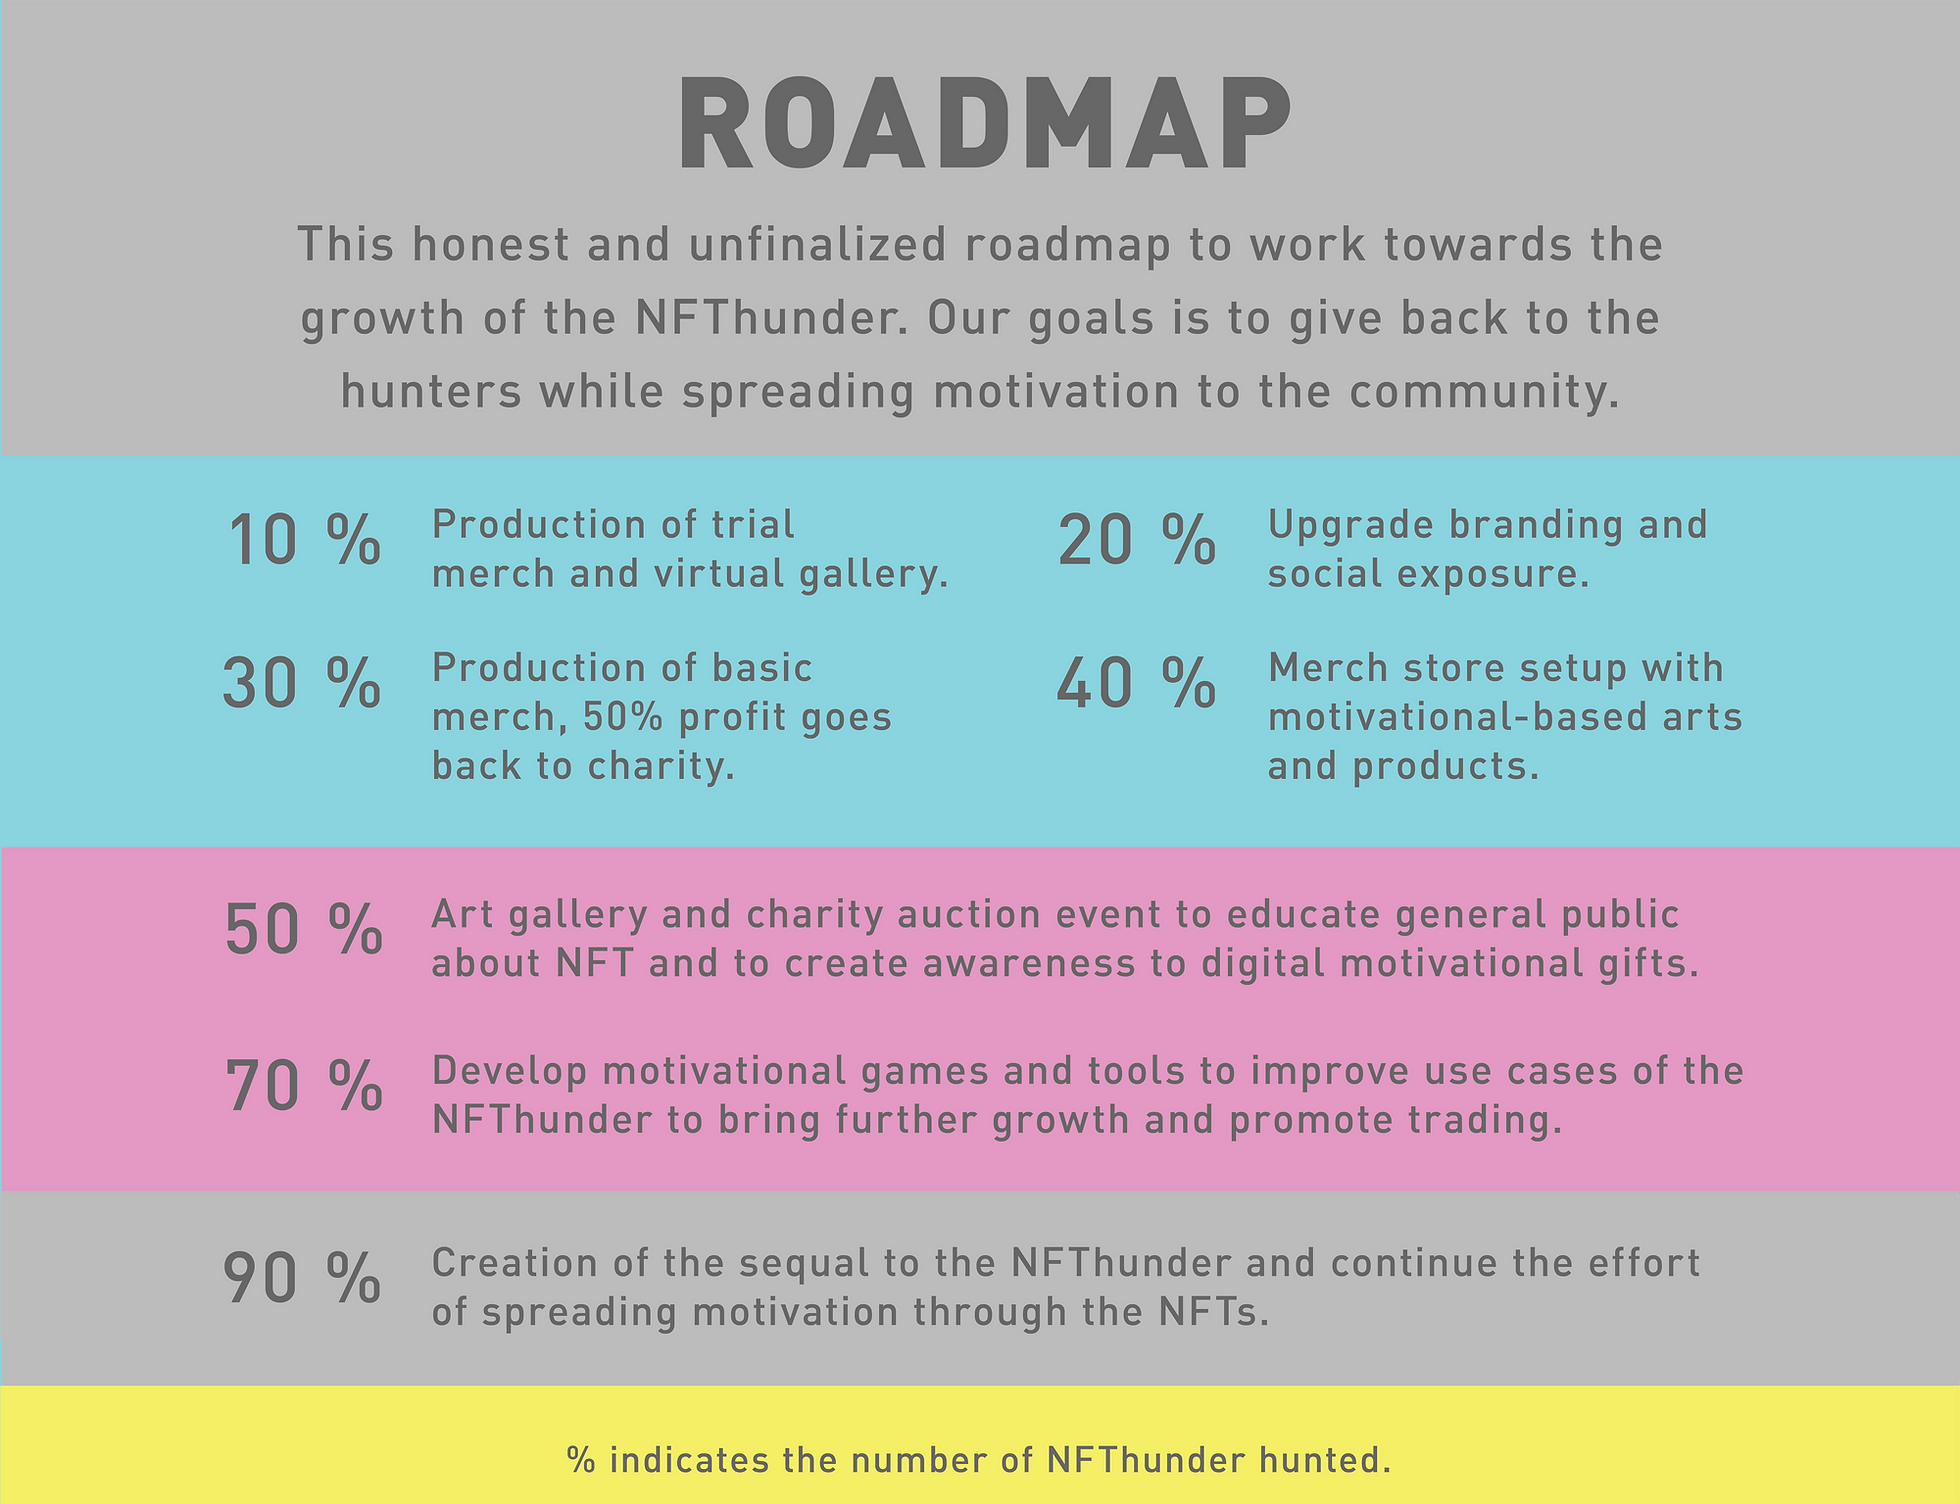 ROADMAP
This honest and unfinalized roadmap to work towards the
growth of the NFThunder. Our goals is to give back to the
hunters while spreading motivation to the community.
10 %
Production of trial
merch and virtual gallery.
20 %
Upgrade branding and
social exposure.
30 %
Production of basic
merch, 50% profit goes
back to charity.
40 %
Merch store setup with
motivational-based arts
and products.
50 %
Art gallery and charity auction event to educate general public
about NFT and to create awareness to digital motivational gifts.
70 %
Develop motivational games and tools to improve use cases of the
NFThunder to bring further growth and promote trading.
90 %
Creation of the sequal to the NFThunder and continue the effort
of spreading motivation through the NFTs.
% indicates the number of NFThunder hunted.